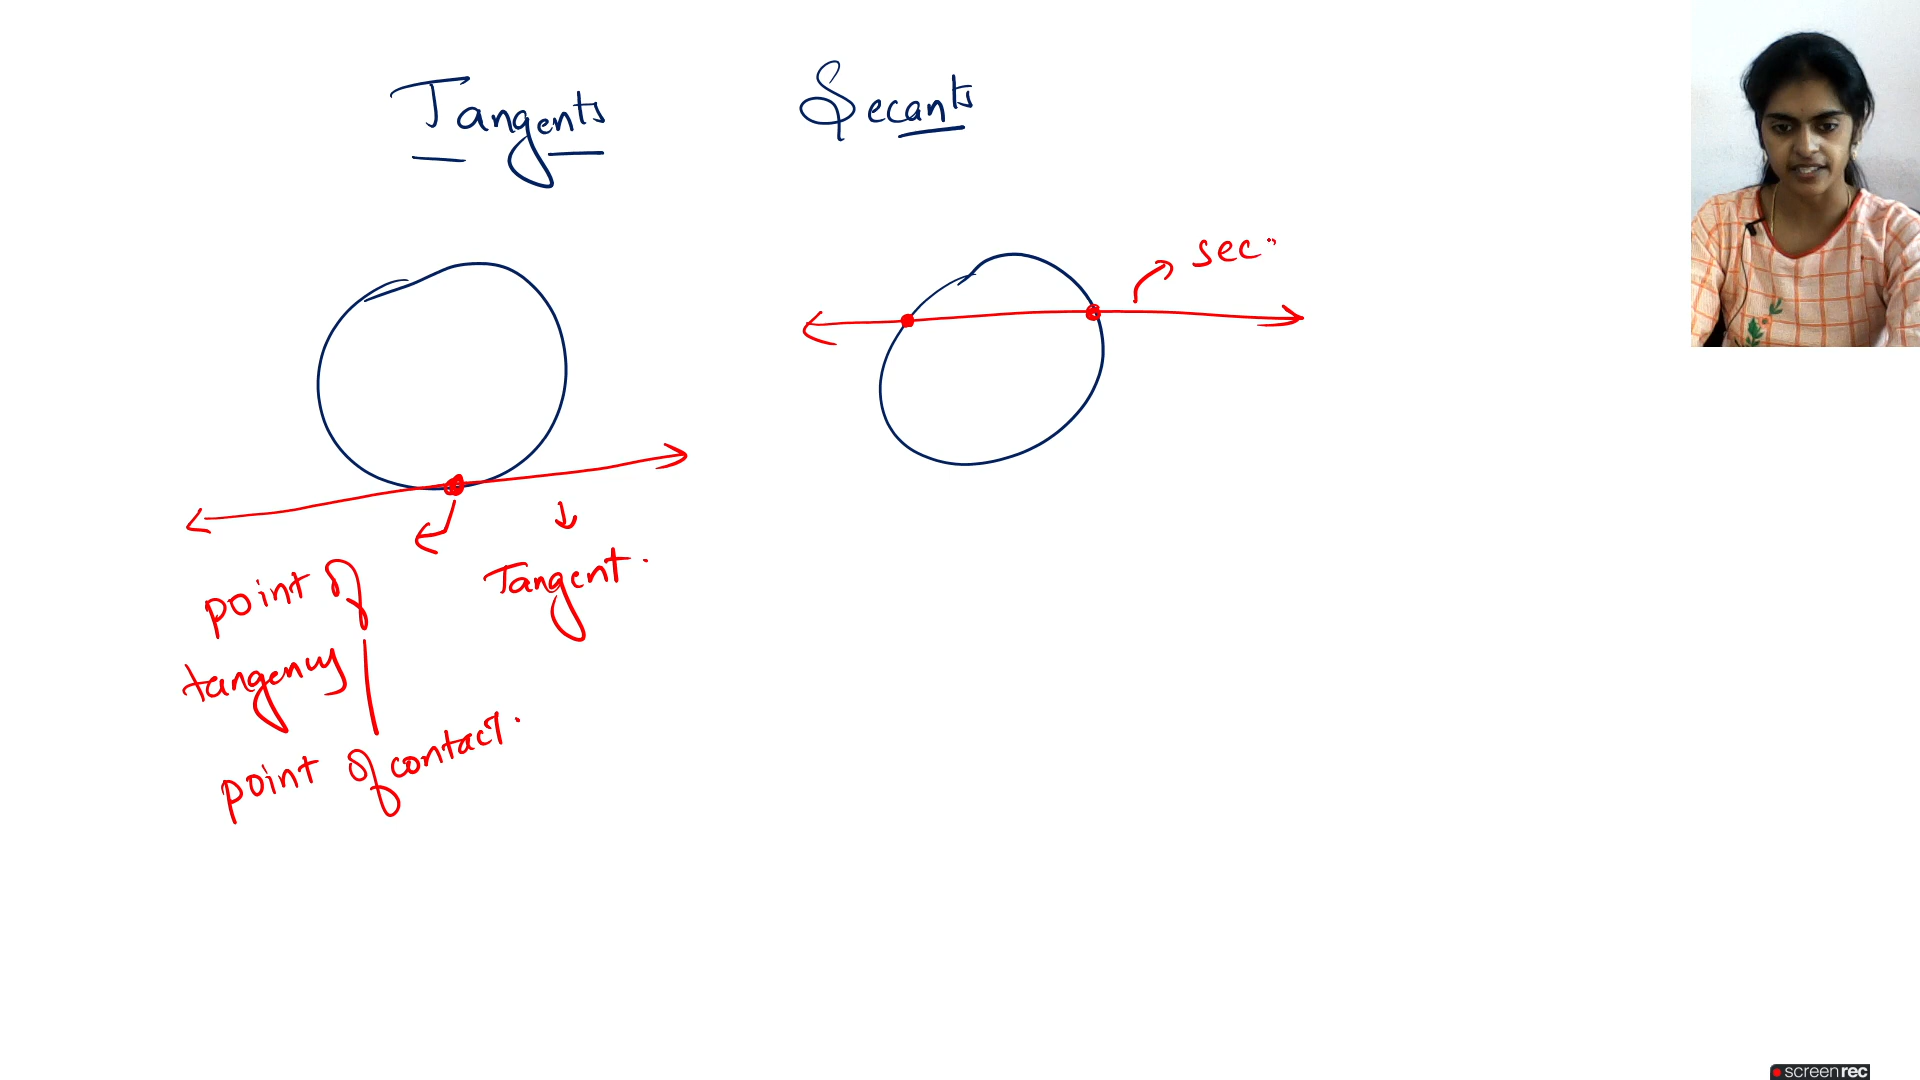 Tangents
Secants
sec
Tangent.
point of
tangency
point of contact.
screenrec